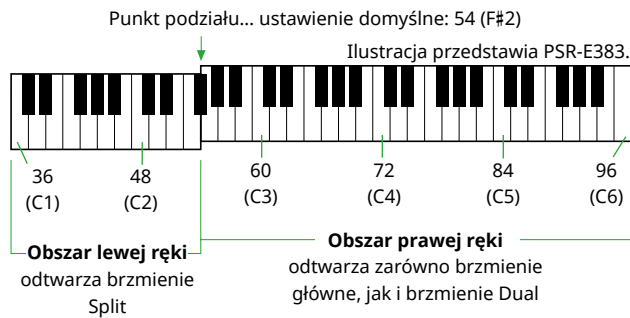 Punkt podziału... ustawienie domyślne: 54 (F#2)
Ilustracja przedstawia PSR-E383.
36
(C1)
48
(C2)
60
(C3)
72
(C4)
84
(C5)
96
(C6)
Obszar lewej ręki
odtwarza brzmienie
Split
Obszar prawej ręki
odtwarza zarówno brzmienie
główne, jak i brzmienie Dual